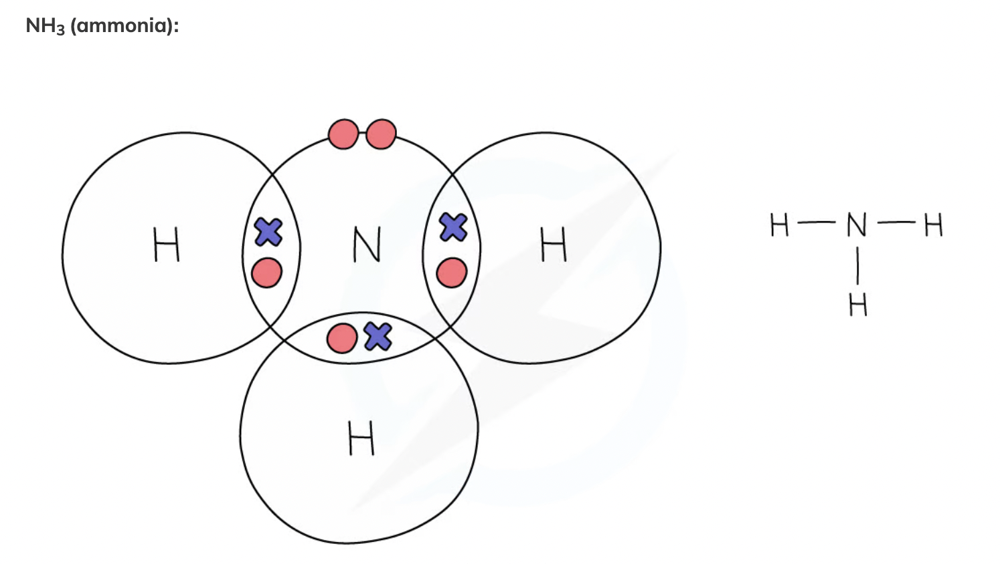 NH₃ (ammonia):
H N H
H
H — N — H
|
H